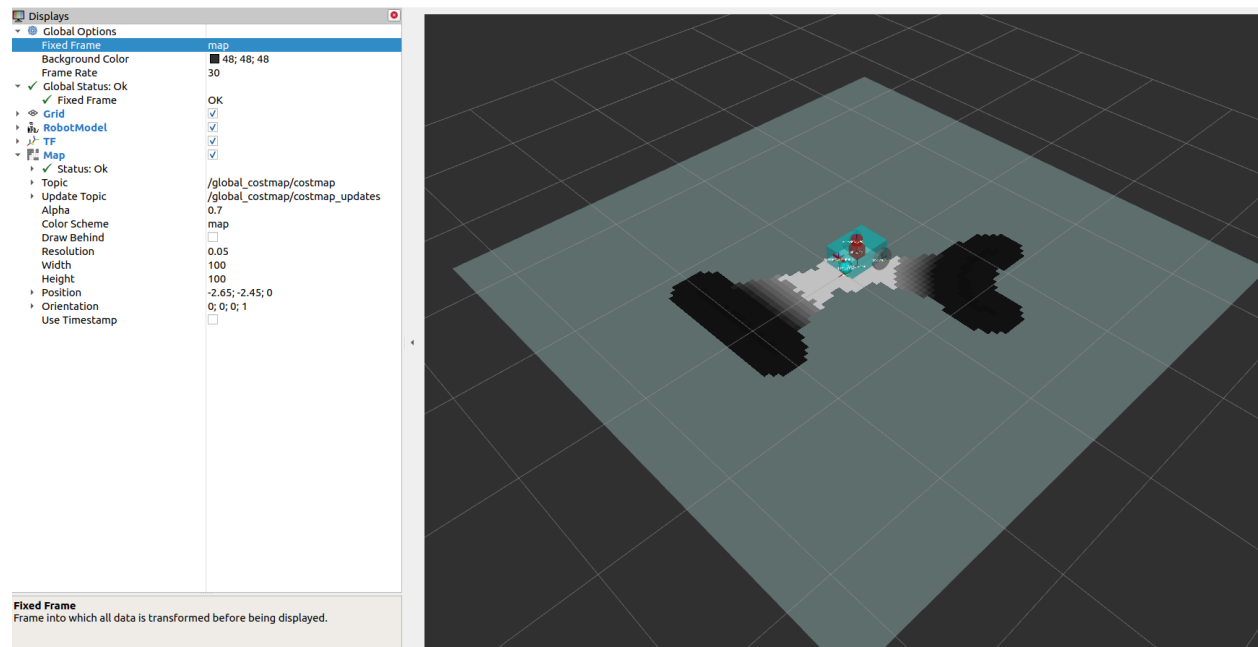 Displays
Global Options
Fixed Frame map
Background Color 48; 48; 48
Frame Rate 30
Global Status: Ok
Fixed Frame OK
Grid
RobotModel
TF
Map
Status: Ok
Topic /global_costmap/costmap
Update Topic /global_costmap/costmap_updates
Alpha 0.7
Color Scheme map
Draw Behind
Resolution 0.05
Width 100
Height 100
Position -2.65; -2.45; 0
Orientation 0; 0; 0; 1
Use Timestamp
Fixed Frame
Frame into which all data is transformed before being displayed.